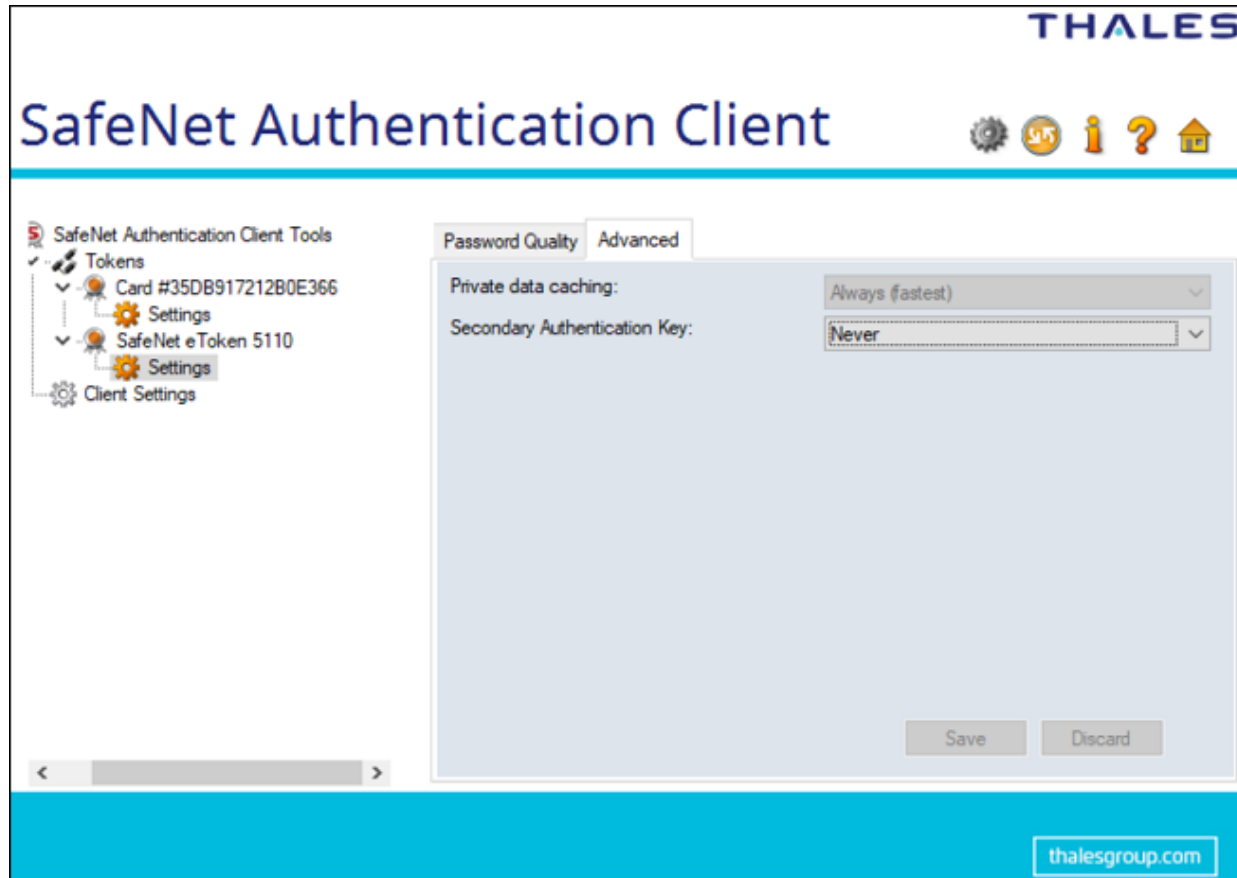 THALES
SafeNet Authentication Client
SafeNet Authentication Client Tools
Tokens
Card #35DB917212B0E366
Settings
SafeNet eToken 5110
Settings
Client Settings
Password Quality Advanced
Private data caching: Always (fastest)
Secondary Authentication Key: Never
Save Discard
thalesgroup.com